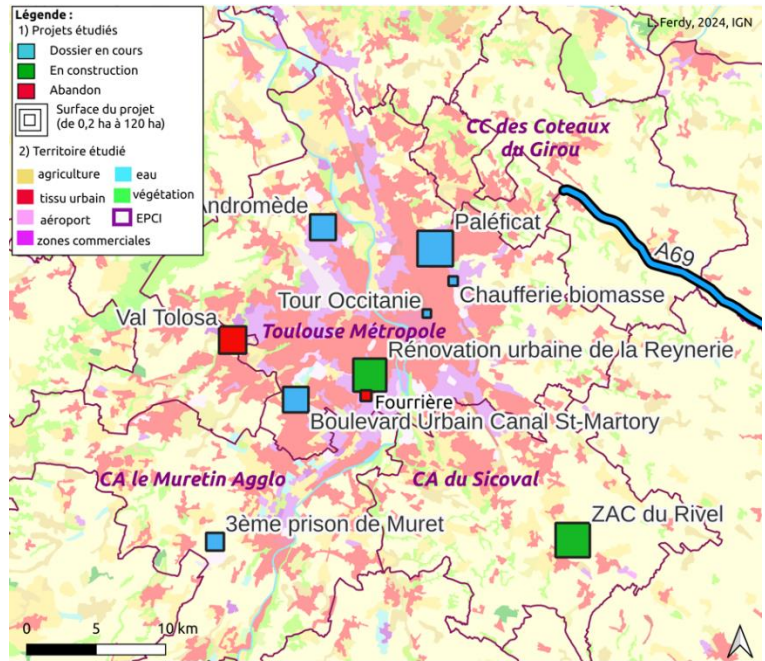 Légende :
1) Projets étudiés
Dossier en cours
En construction
Abandon
Surface du projet
(de 0,2 ha à 120 ha)
2) Territoire étudié
agriculture
eau
tissu urbain
végétation
aéroport
EPCI
zones commerciales
L. Ferdy, 2024, IGN
CC des Coteaux
du Girou
Andromède
Paléficat
A69
Chaufferie biomasse
Tour Occitanie
Val Tolosa
Toulouse Métropole
Rénovation urbaine de la Reynerie
Fourrière
Boulevard Urbain Canal St-Martory
CA le Muretin Agglo
CA du Sicoval
3ème prison de Muret
ZAC du Rivel
0 5 10 km